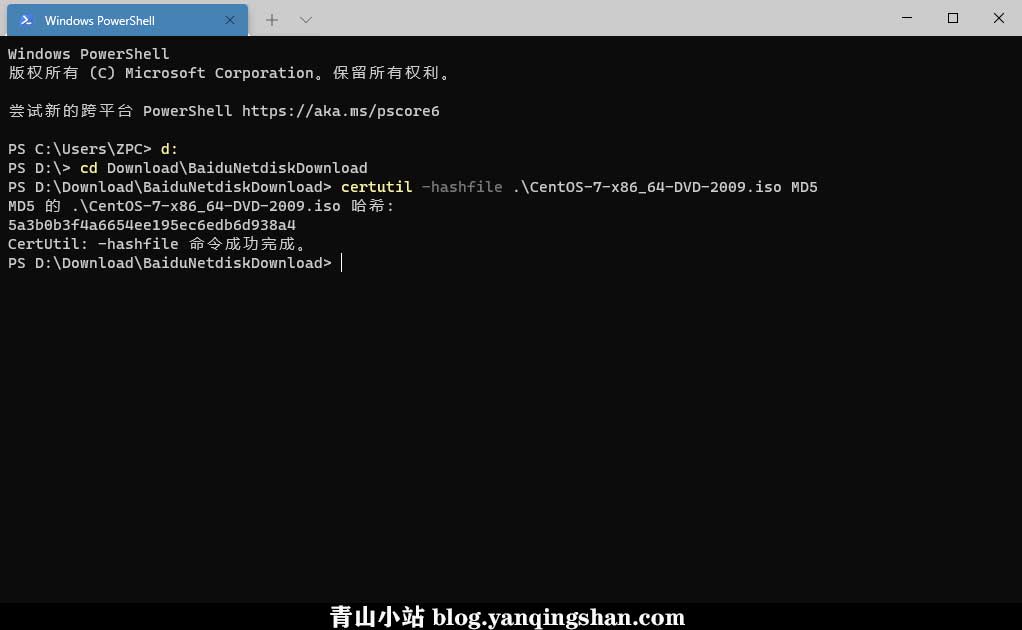 Windows PowerShell
Windows PowerShell
版权所有 (C) Microsoft Corporation。保留所有权利。
尝试新的跨平台 PowerShell https://aka.ms/pscore6
PS C:\Users\ZPC> d:
PS D:\> cd Download\BaiduNetdiskDownload
PS D:\Download\BaiduNetdiskDownload> certutil -hashfile .\CentOS-7-x86_64-DVD-2009.iso MD5
MD5 的 .\CentOS-7-x86_64-DVD-2009.iso 哈希:
5a3b0b3f4a6654ee195ec6edb6d938a4
CertUtil: -hashfile 命令成功完成。
PS D:\Download\BaiduNetdiskDownload>
青山小站 blog.yanqingshan.com